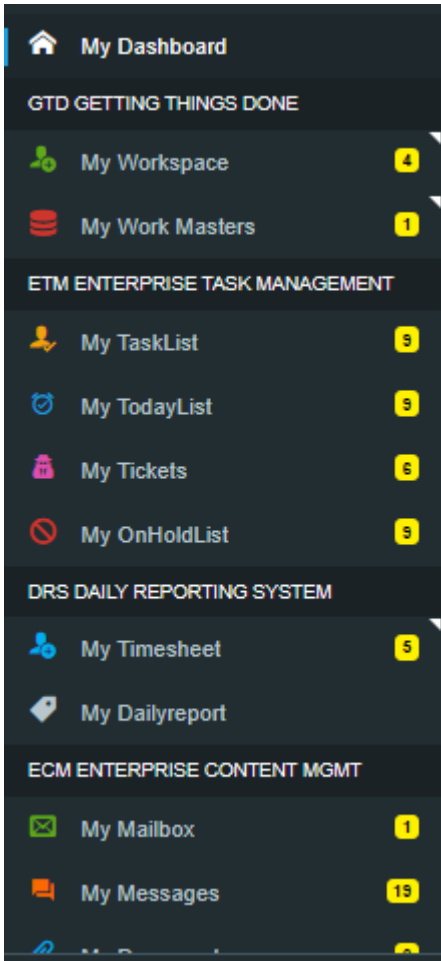 My Dashboard
GTD GETTING THINGS DONE
My Workspace 4
My Work Masters 1
ETM ENTERPRISE TASK MANAGEMENT
My TaskList 9
My TodayList 9
My Tickets 6
My OnHoldList 9
DRS DAILY REPORTING SYSTEM
My Timesheet 5
My Dailyreport
ECM ENTERPRISE CONTENT MGMT
My Mailbox 1
My Messages 19
My